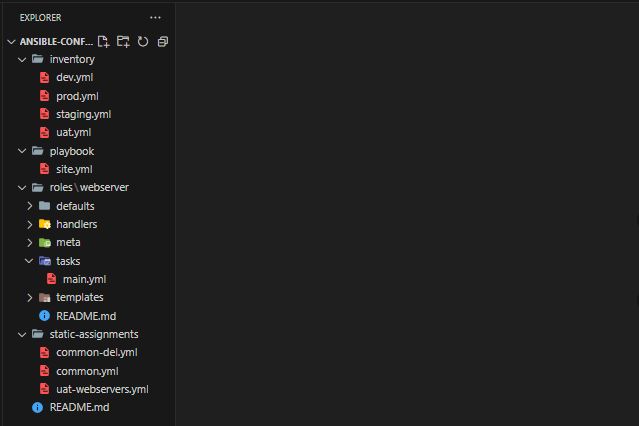 EXPLORER
ANSIBLE-CONF...
inventory
dev.yml
prod.yml
staging.yml
uat.yml
playbook
site.yml
roles\webserver
defaults
handlers
meta
tasks
main.yml
templates
README.md
static-assignments
common-del.yml
common.yml
uat-webservers.yml
README.md